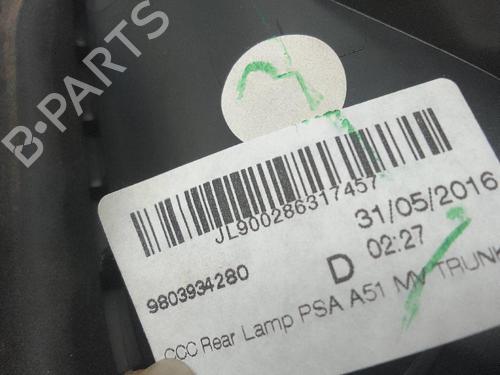 B-PARTS
JL900286317457
31/05/2016
02:27
D
9803934280
CCC Rear Lamp PSA A51 MV TRUNK